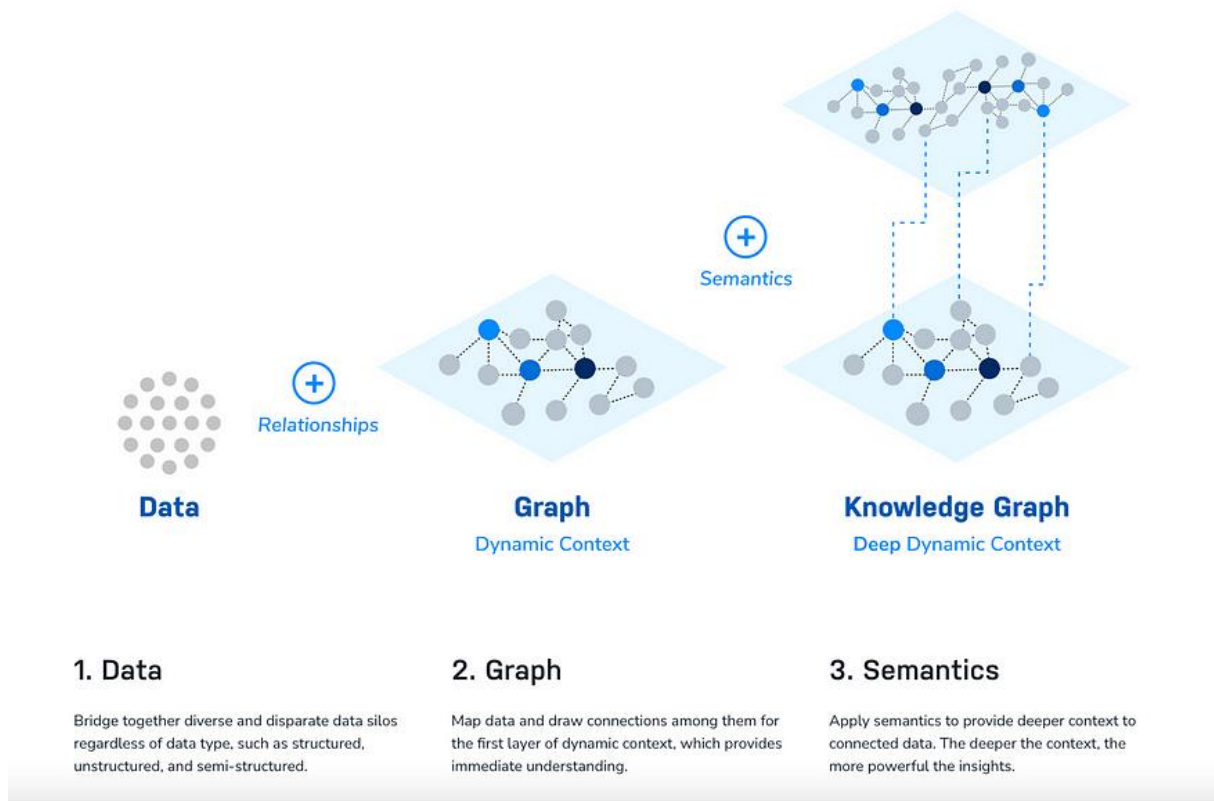 Semantics
Relationships
Data
Graph
Dynamic Context
Knowledge Graph
Deep Dynamic Context
1. Data
Bridge together diverse and disparate data silos
regardless of data type, such as structured,
unstructured, and semi-structured.
2. Graph
Map data and draw connections among them for
the first layer of dynamic context, which provides
immediate understanding.
3. Semantics
Apply semantics to provide deeper context to
connected data. The deeper the context, the
more powerful the insights.